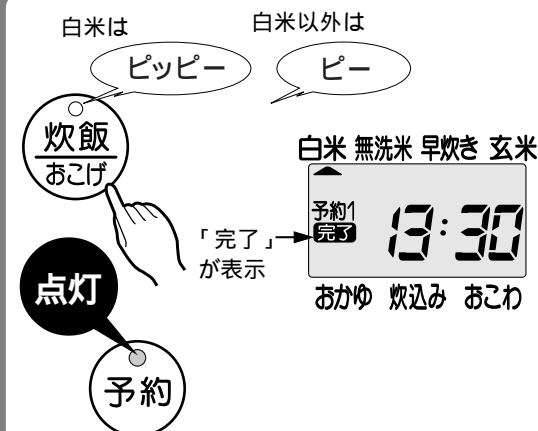 白米は
白米以外は
ピッピー
ピー
炊飯
おこげ
白米 無洗米 早炊き 玄米
予約1
完了
13:30
「完了」
が表示
おかゆ 炊込み おこわ
点灯
予約